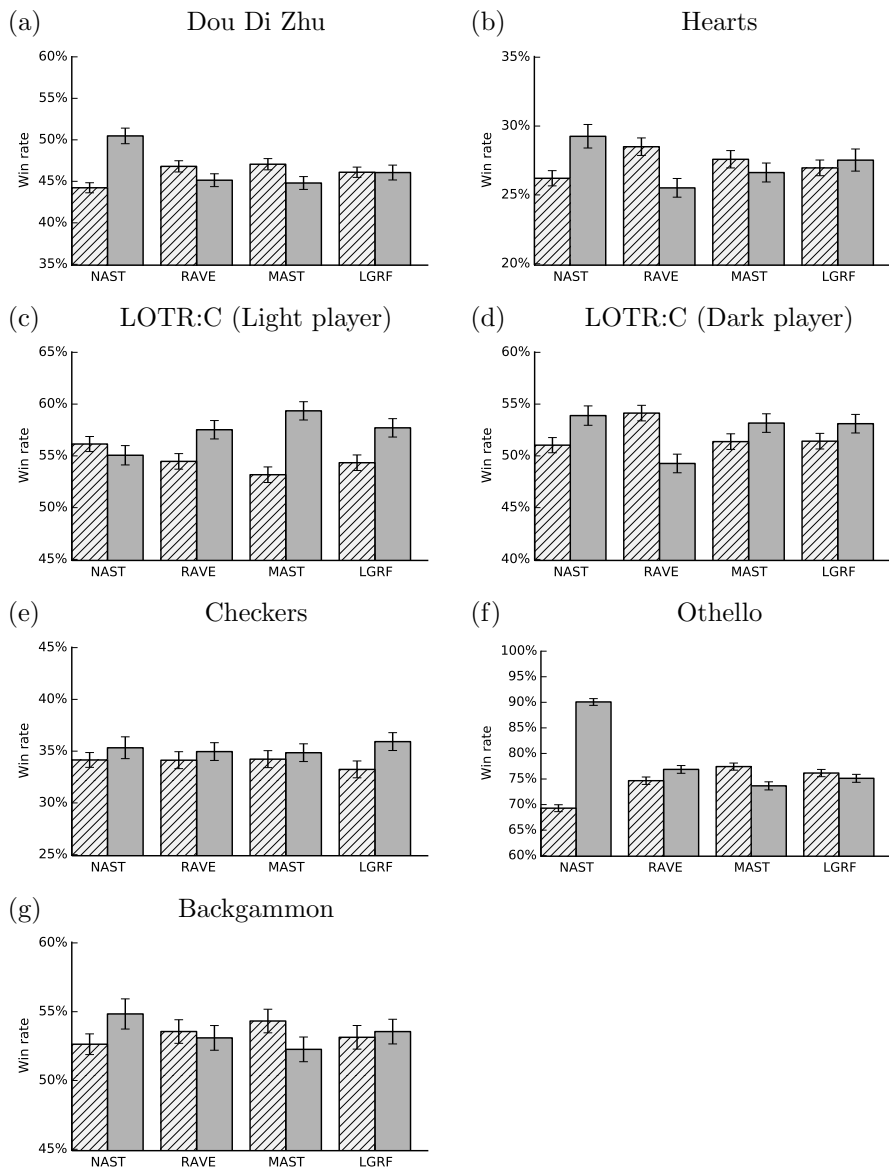 (a) Dou Di Zhu
60%
55%
50%
45%
40%
35%
Win rate
NAST RAVE MAST LGRF
(b) Hearts
35%
30%
25%
20%
Win rate
NAST RAVE MAST LGRF
(c) LOTR:C (Light player)
65%
60%
55%
50%
45%
Win rate
NAST RAVE MAST LGRF
(d) LOTR:C (Dark player)
60%
55%
50%
45%
40%
Win rate
NAST RAVE MAST LGRF
(e) Checkers
45%
40%
35%
30%
25%
Win rate
NAST RAVE MAST LGRF
(f) Othello
100%
95%
90%
85%
80%
75%
70%
65%
60%
Win rate
NAST RAVE MAST LGRF
(g) Backgammon
60%
55%
50%
45%
Win rate
NAST RAVE MAST LGRF